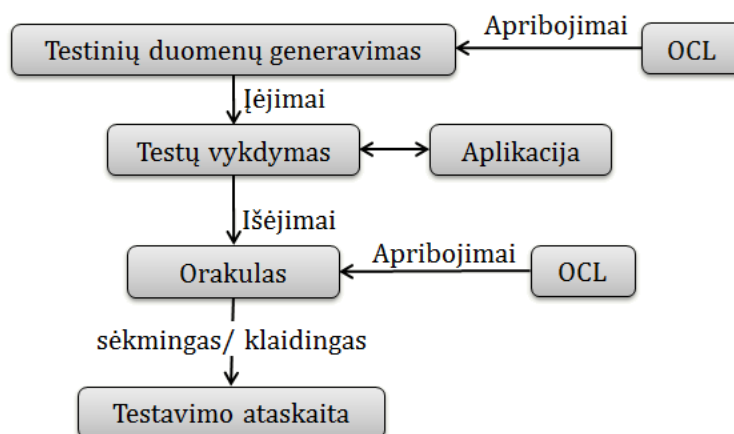 Apribojimai
Testinių duomenų generavimas
OCL
Įėjimai
Testų vykdymas
Aplikacija
Išėjimai
Apribojimai
Orakulas
OCL
sėkmingas/ klaidingas
Testavimo ataskaita